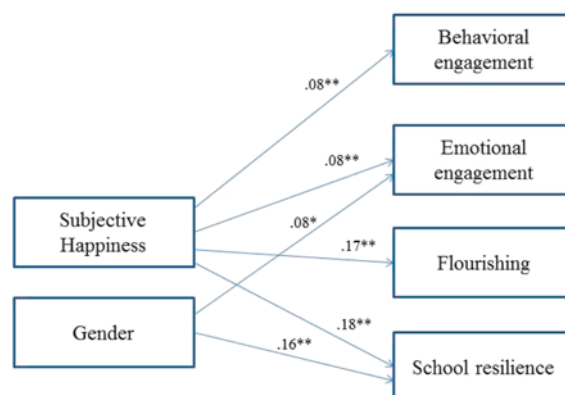 Behavioral
engagement
.08**
Emotional
engagement
.08**
Subjective
Happiness
.08*
.17**
Flourishing
Gender
.18**
.16**
School resilience